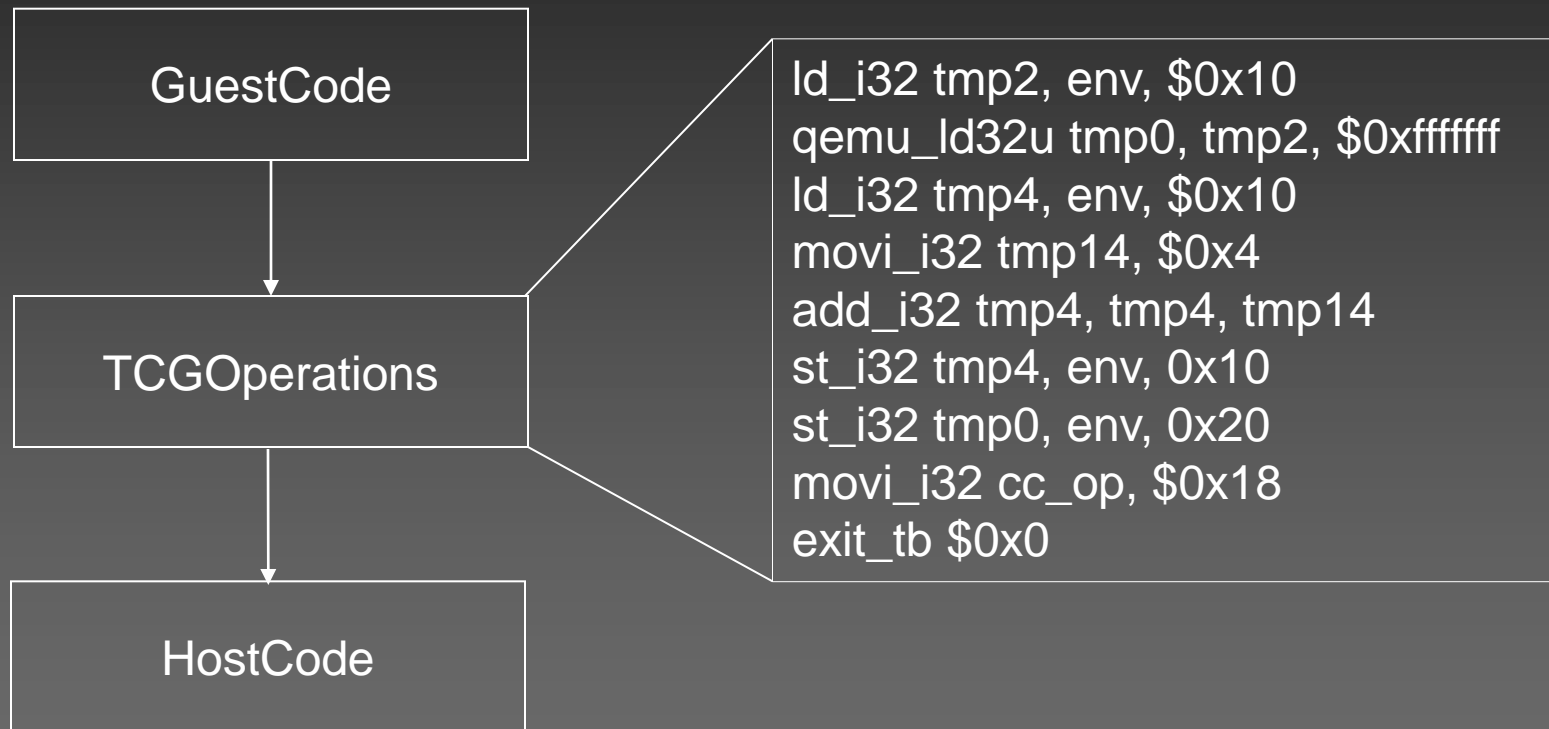 GuestCode
TCGOperations
HostCode
ld_i32 tmp2, env, $0x10
qemu_ld32u tmp0, tmp2, $0xfffffff
ld_i32 tmp4, env, $0x10
movi_i32 tmp14, $0x4
add_i32 tmp4, tmp4, tmp14
st_i32 tmp4, env, 0x10
st_i32 tmp0, env, 0x20
movi_i32 cc_op, $0x18
exit_tb $0x0